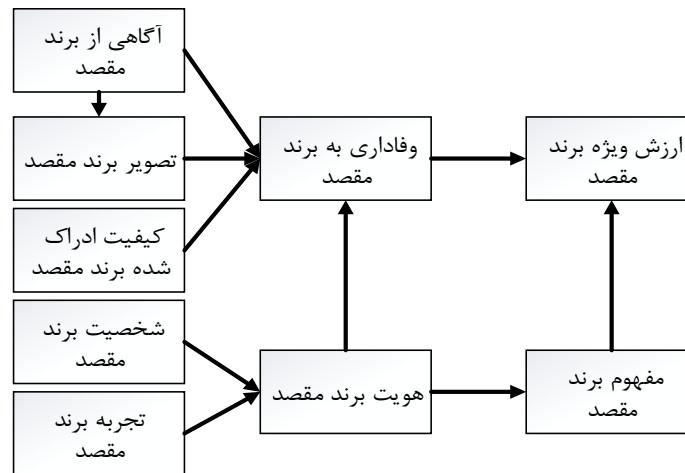 آگاهی از برند
مقصد
تصویر برند مقصد
کیفیت ادراک
شده برند مقصد
شخصیت برند
مقصد
تجربه برند
مقصد
وفاداری به برند
مقصد
هویت برند مقصد
ارزش ویژه برند
مقصد
مفهوم برند
مقصد